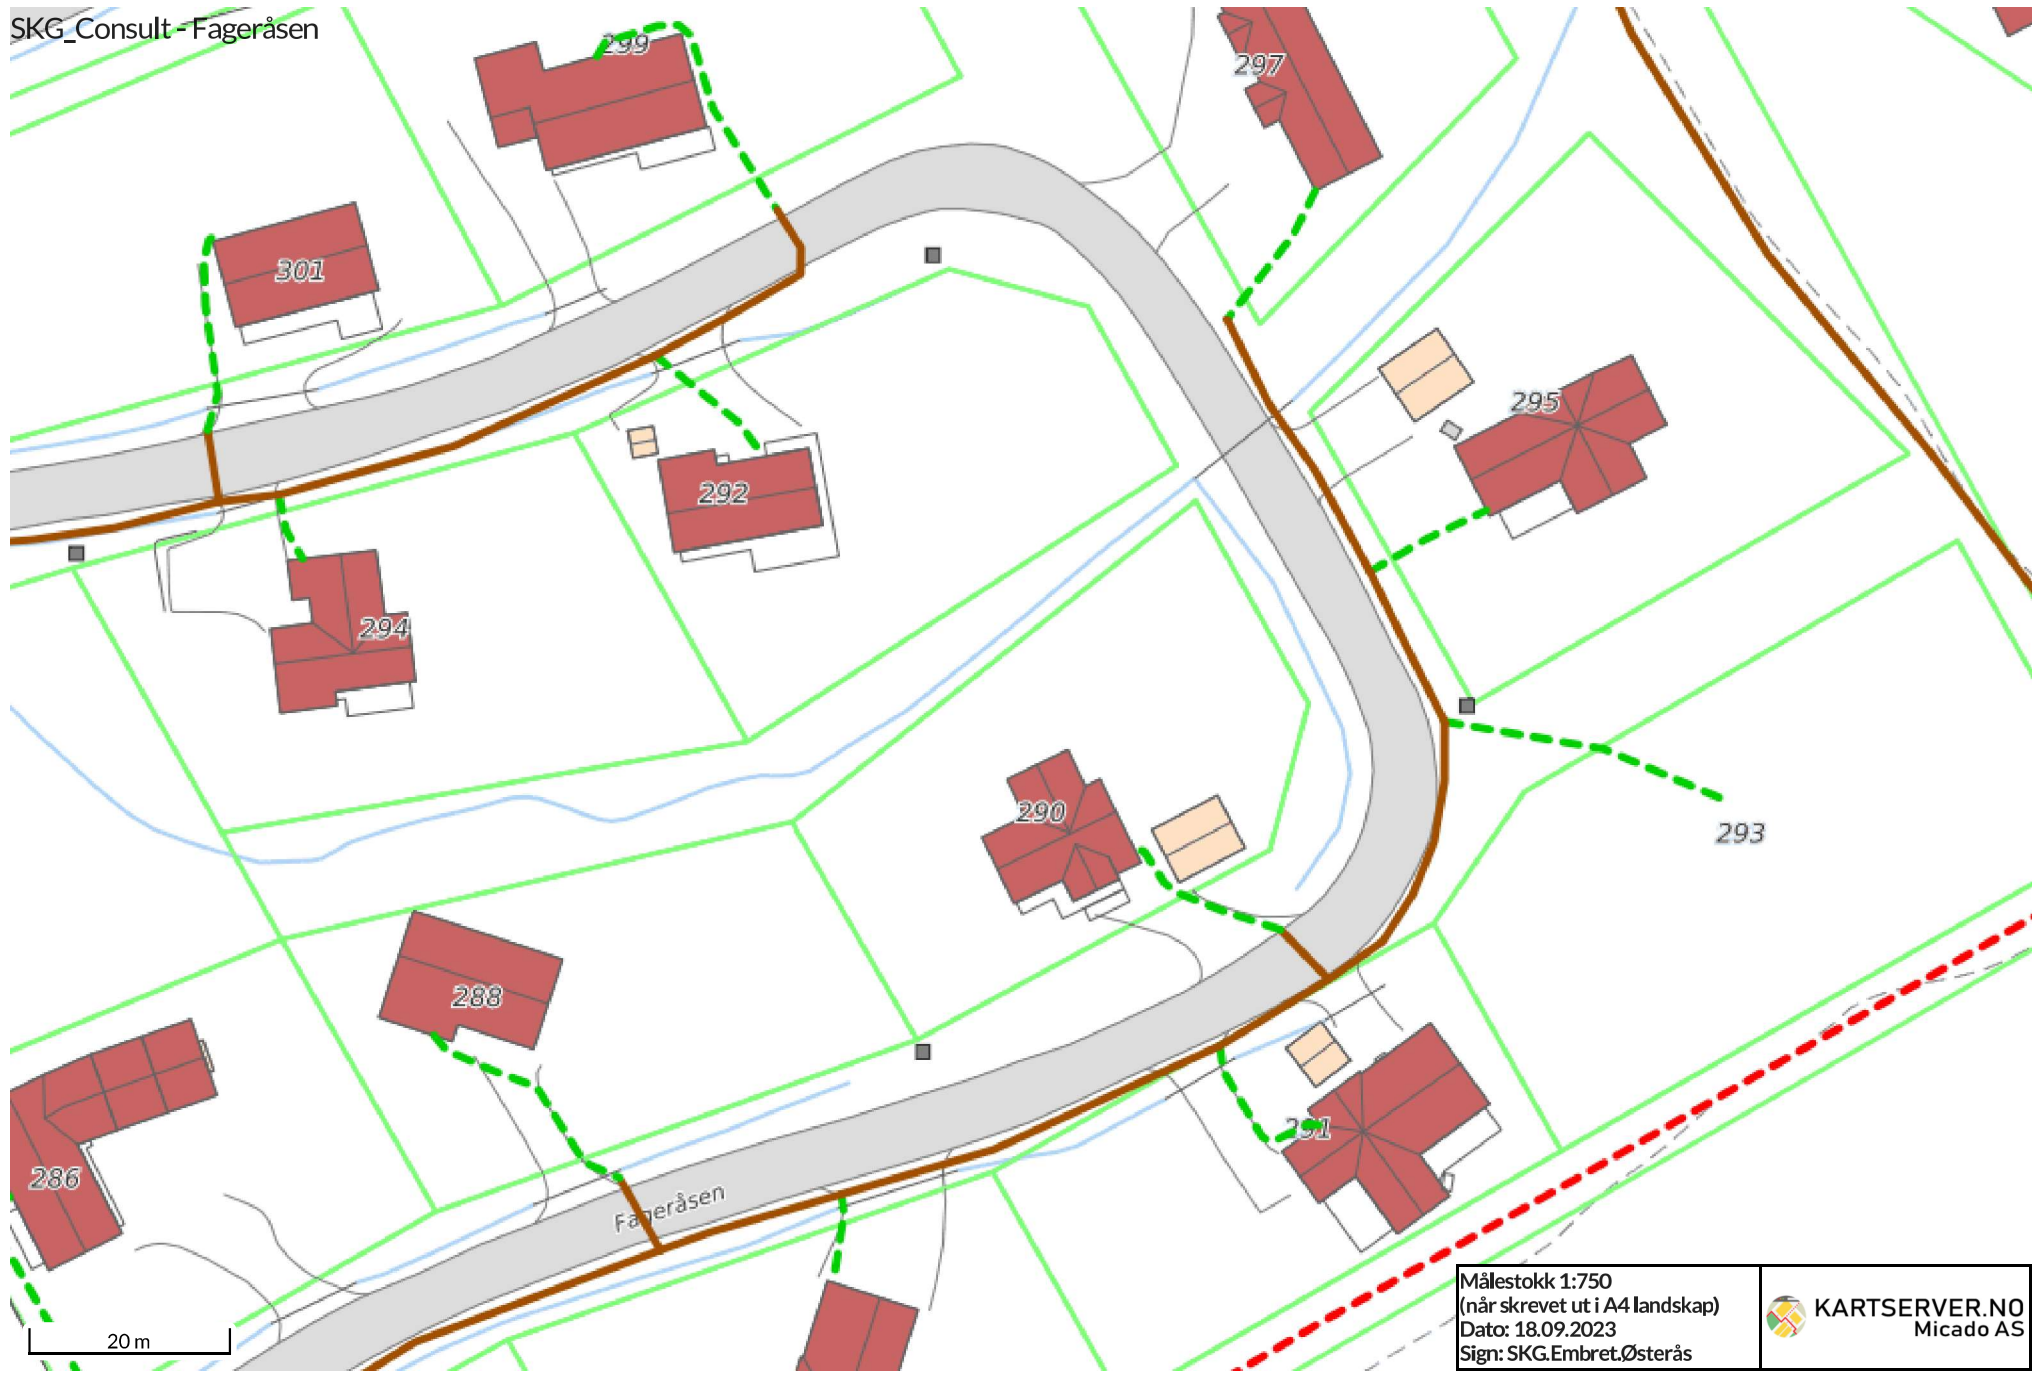 SKG_Consult - Fageråsen
299
297
301
295
292
294
290
293
288
291
286
Fageråsen
20 m
Målestokk 1:750
(når skrevet ut i A4 landskap)
Dato: 18.09.2023
Sign: SKG.Embret.Østerås
KARTSERVER.NO
Micado AS